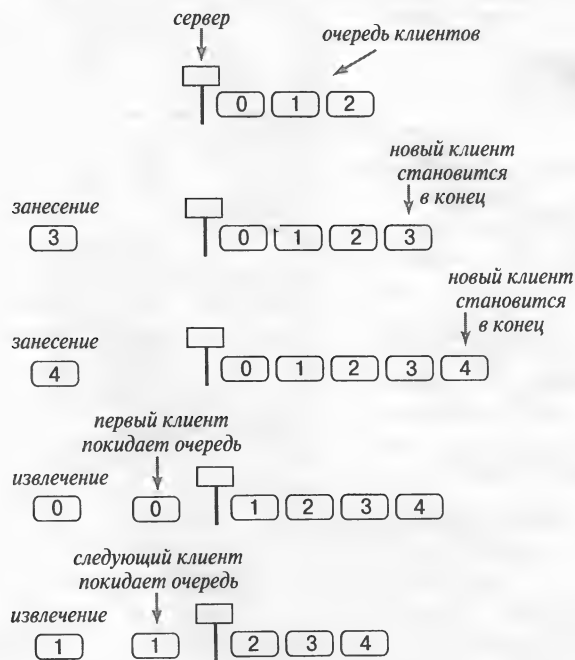 сервер
очередь клиентов
0 1 2
новый клиент
становится
в конец
занесение
3
0 1 2 3
новый клиент
становится
в конец
занесение
4
0 1 2 3 4
первый клиент
покидает очередь
извлечение
0 0 1 2 3 4
следующий клиент
покидает очередь
извлечение
1 1 2 3 4